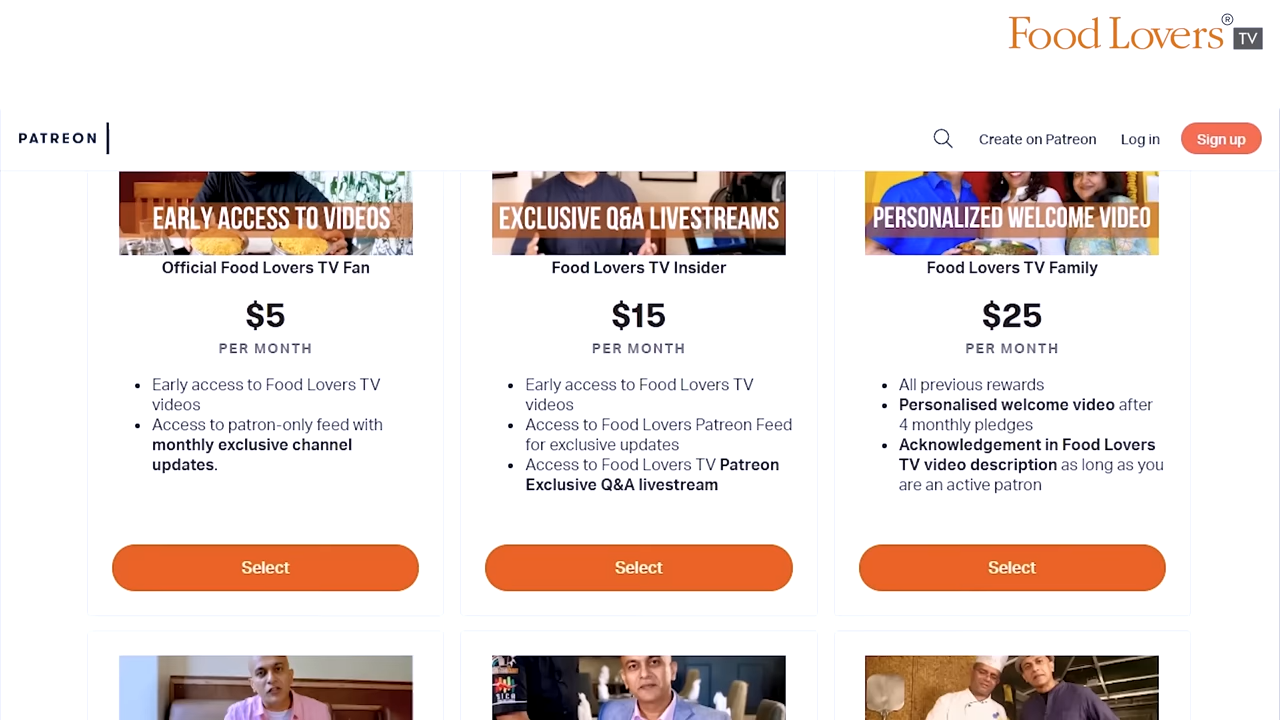 Food Lovers® TV
PATREON
Create on Patreon
Log in
Sign up
EARLY ACCESS TO VIDEOS
Official Food Lovers TV Fan
$5
PER MONTH
• Early access to Food Lovers TV
videos
• Access to patron-only feed with
monthly exclusive channel
updates.
Select
EXCLUSIVE Q&A LIVESTREAMS
Food Lovers TV Insider
$15
PER MONTH
• Early access to Food Lovers TV
videos
• Access to Food Lovers Patreon Feed
for exclusive updates
• Access to Food Lovers TV Patreon
Exclusive Q&A livestream
Select
PERSONALIZED WELCOME VIDEO
Food Lovers TV Family
$25
PER MONTH
• All previous rewards
• Personalised welcome video after
4 monthly pledges
• Acknowledgement in Food Lovers
TV video description as long as you
are an active patron
Select